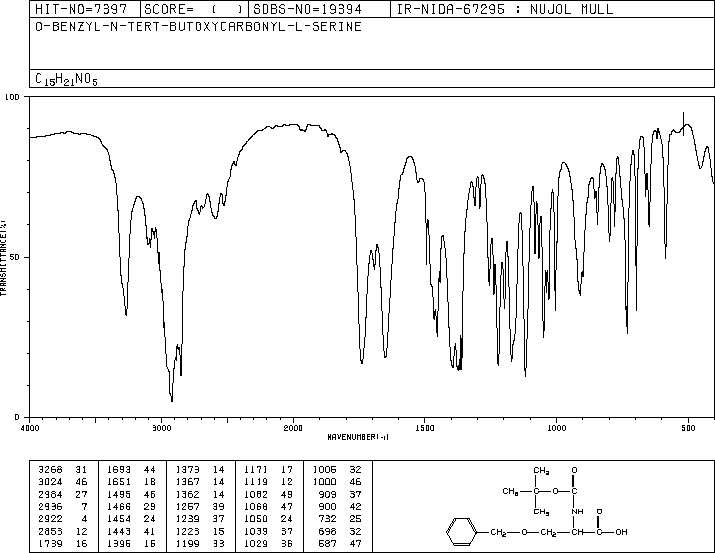 HIT-NO=7397 SCORE= ( ) SDBS-NO=19394 IR-NIDA-67295 : NUJOL MULL
O-BENZYL-N-TERT-BUTOXYCARBONYL-L-SERINE
C15H21NO5
100
50
0
TRANSMITTANCE(%)
4000 3000 2000 1500 1000 500
WAVENUMBER(-1)
3268 31 1693 44 1379 14 1171 17 1006 32
3024 46 1651 18 1367 14 1119 12 1000 46
2984 27 1495 46 1362 14 1082 49 909 37
2936 7 1466 29 1257 39 1068 47 900 42
2922 4 1454 24 1239 37 1050 24 732 25
2853 12 1443 41 1223 15 1039 37 698 32
1739 16 1396 15 1199 33 1029 36 587 47
CH3 O
CH3 C O C
CH3 NH O
CH2 O CH2 CH C OH